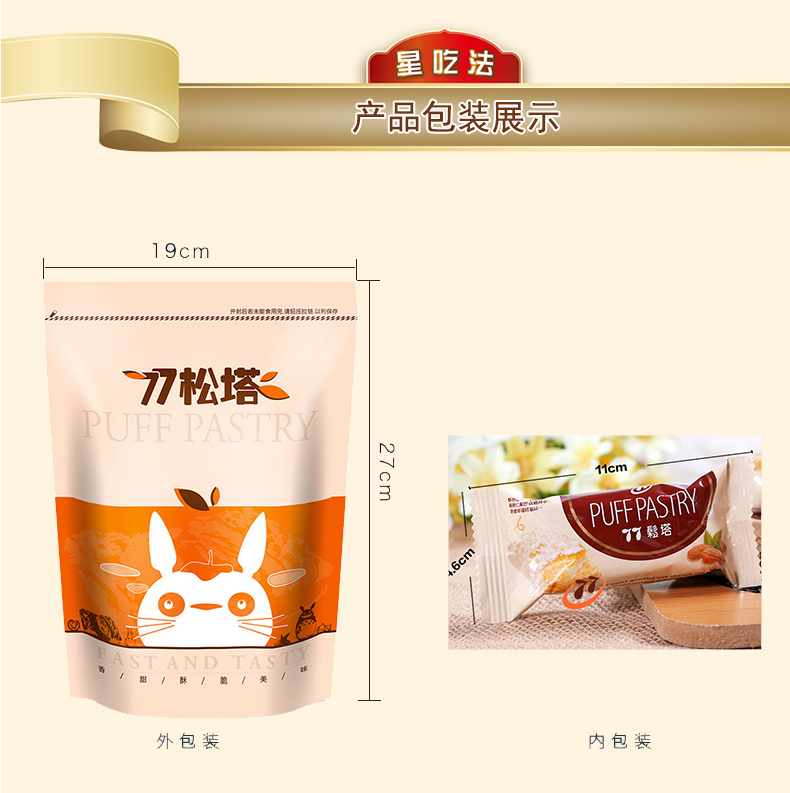 星吃法
产品包装展示
19cm
开封后若未能食用完,请轻压拉链,以利保存
77松塔
PUFF PASTRY
27cm
FAST AND TASTY
香/甜/酥/脆/美/味
外包装
11cm
4.6cm
PUFF PASTRY
77鬆塔
77
内包装